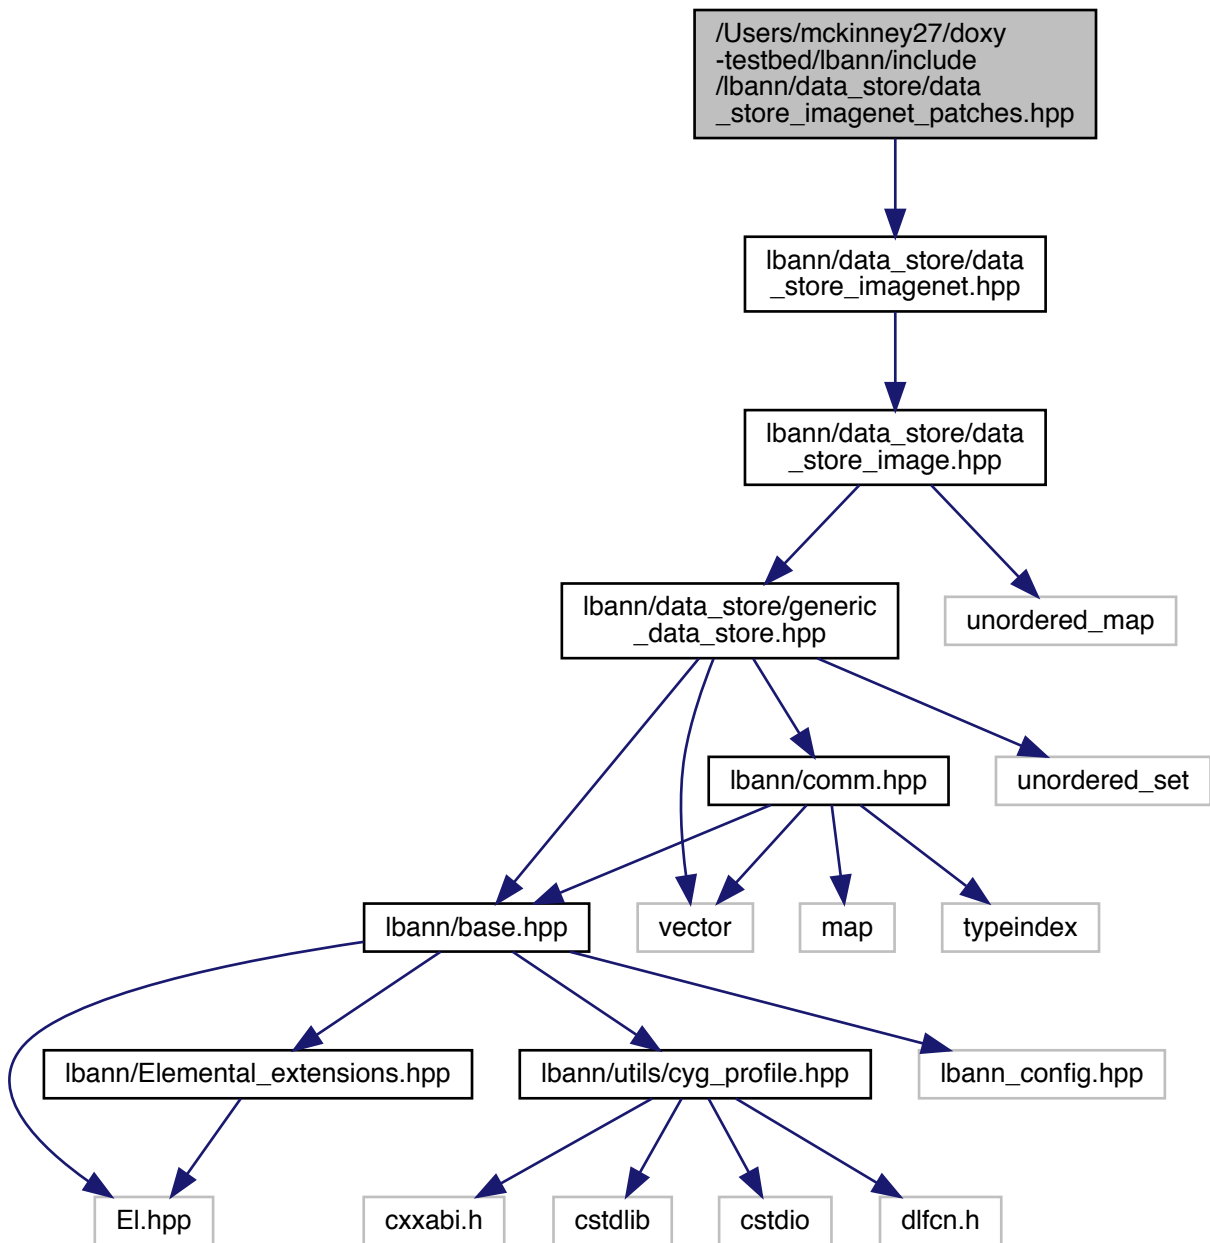 /Users/mckinney27/doxy
-testbed/lbann/include
/lbann/data_store/data
_store_imagenet_patches.hpp
lbann/data_store/data
_store_imagenet.hpp
lbann/data_store/data
_store_image.hpp
lbann/data_store/generic
_data_store.hpp
unordered_map
lbann/comm.hpp
unordered_set
lbann/base.hpp
vector
map
typeindex
lbann/Elemental_extensions.hpp
lbann/utils/cyg_profile.hpp
lbann_config.hpp
El.hpp
cxxabi.h
cstdlib
cstdio
dlfcn.h